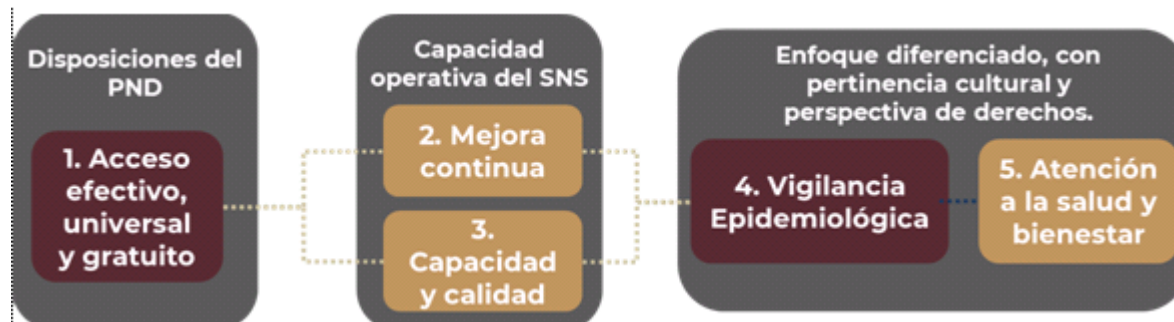 Disposiciones del
PND
1. Acceso
efectivo,
universal
y gratuito
Capacidad
operativa del SNS
2. Mejora
continua
3.
Capacidad
y calidad
Enfoque diferenciado, con
pertinencia cultural y
perspectiva de derechos.
4. Vigilancia
Epidemiológica
5. Atención
a la salud y
bienestar